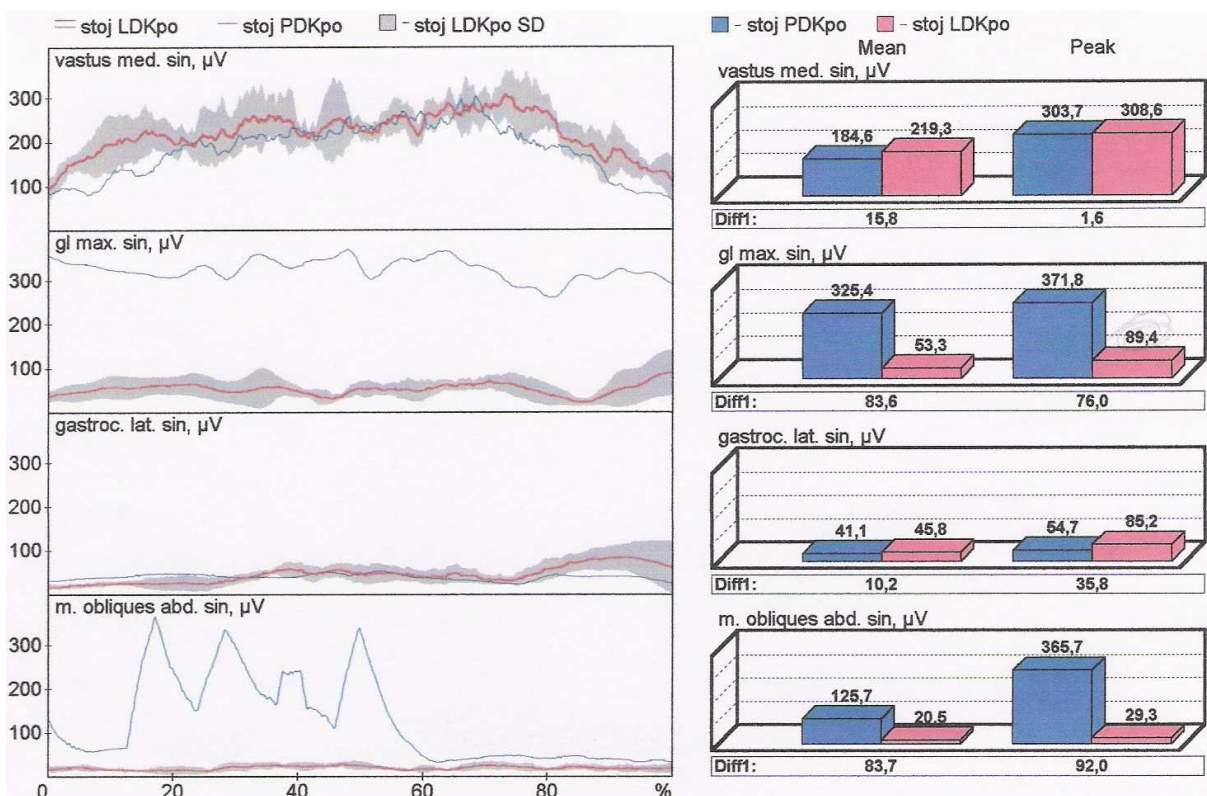 stoj LDKpo stoj PDKpo - stoj LDKpo SD
vastus med. sin, µV
300
200
100
gl max. sin, µV
300
200
100
gastroc. lat. sin, µV
300
200
100
m. obliques abd. sin, µV
300
200
100
0 20 40 60 80 %
- stoj PDKpo - stoj LDKpo
Mean Peak
vastus med. sin, µV
184,6 219,3 303,7 308,6
Diff1: 15,8 1,6
gl max. sin, µV
325,4 53,3 371,8 89,4
Diff1: 83,6 76,0
gastroc. lat. sin, µV
41,1 45,8 54,7 85,2
Diff1: 10,2 35,8
m. obliques abd. sin, µV
125,7 20,5 365,7 29,3
Diff1: 83,7 92,0